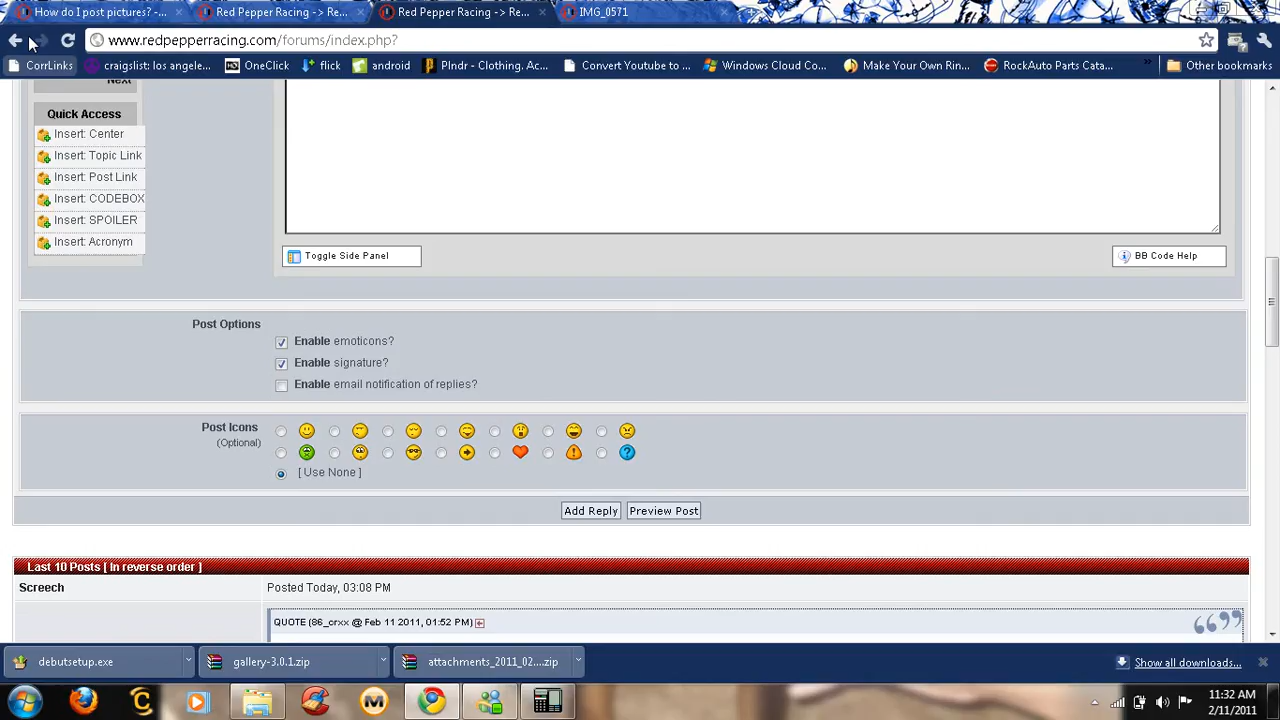 How do I post pictures? -...
Red Pepper Racing -> Re...
Red Pepper Racing -> Re...
IMG_0571
www.redpepperracing.com/forums/index.php?
CorrLinks
craigslist: los angele...
OneClick
flick
android
Plndr - Clothing, Ac...
Convert Youtube to ...
Windows Cloud Co...
Make Your Own Rin...
RockAuto Parts Cata...
Other bookmarks
Next
Quick Access
Insert: Center
Insert: Topic Link
Insert: Post Link
Insert: CODEBOX
Insert: SPOILER
Insert: Acronym
Toggle Side Panel
BB Code Help
Post Options
Enable emoticons?
Enable signature?
Enable email notification of replies?
Post Icons
(Optional)
[ Use None ]
Add Reply
Preview Post
Last 10 Posts [ In reverse order ]
Screech
Posted Today, 03:08 PM
QUOTE (86_crxx @ Feb 11 2011, 01:52 PM)
debutsetup.exe
gallery-3.0.1.zip
attachments_2011_02....zip
Show all downloads...
11:32 AM
2/11/2011